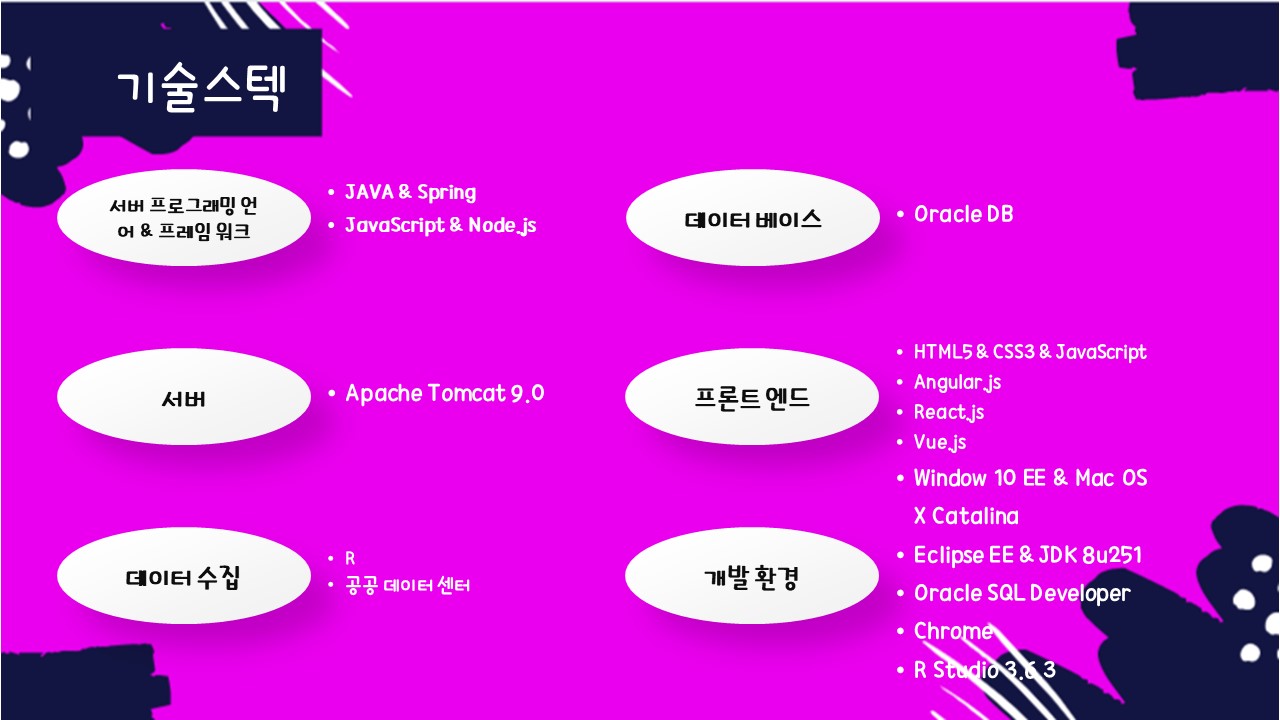 기술스텍
서버 프로그래밍 언
어 & 프레임 워크
• JAVA & Spring
• JavaScript & Node.js
데이터 베이스
• Oracle DB
서버
• Apache Tomcat 9.0
프론트 엔드
• HTML5 & CSS3 & JavaScript
• Angular.js
• React.js
• Vue.js
데이터 수집
• R
• 공공 데이터 센터
개발 환경
• Window 10 EE & Mac OS
X Catalina
• Eclipse EE & JDK 8u251
• Oracle SQL Developer
• Chrome
• R Studio 3.6.3